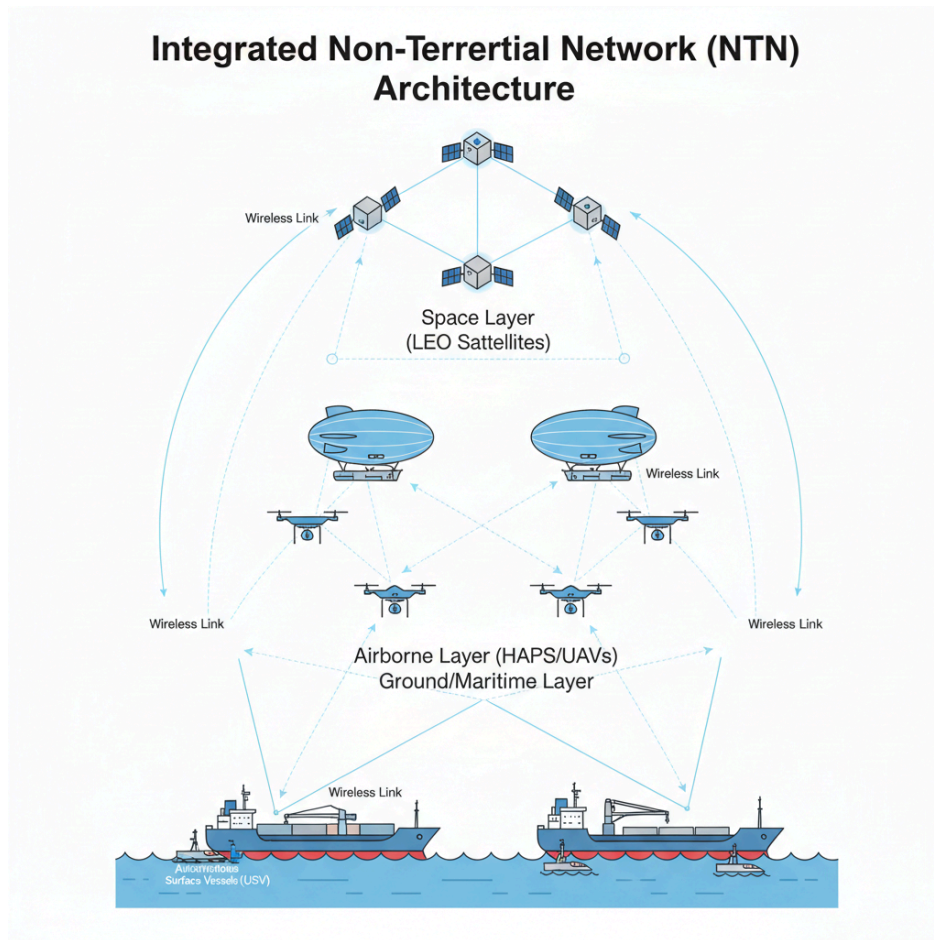 Integrated Non-Terrertial Network (NTN)
Architecture
Wireless Link
Space Layer
(LEO Sattellites)
Wireless Link
Wireless Link
Wireless Link
Airborne Layer (HAPS/UAVs)
Ground/Maritime Layer
Wireless Link
Surface Vessels (USV)